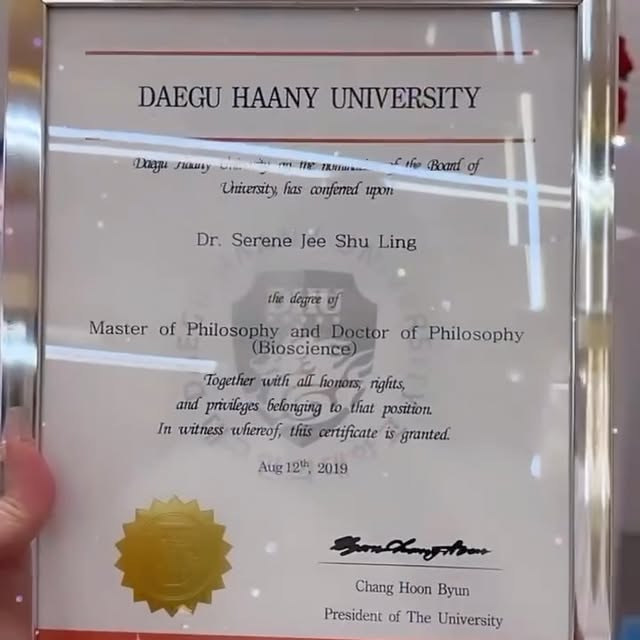 DAEGU HAANY UNIVERSITY
Daegu Haany University on the nomination of the Board of
University, has conferred upon
Dr. Serene Jee Shu Ling
the degree of
Master of Philosophy and Doctor of Philosophy
(Bioscience)
Together with all honors, rights,
and privileges belonging to that position.
In witness whereof, this certificate is granted.
Aug 12th, 2019
Chang Hoon Byun
President of The University